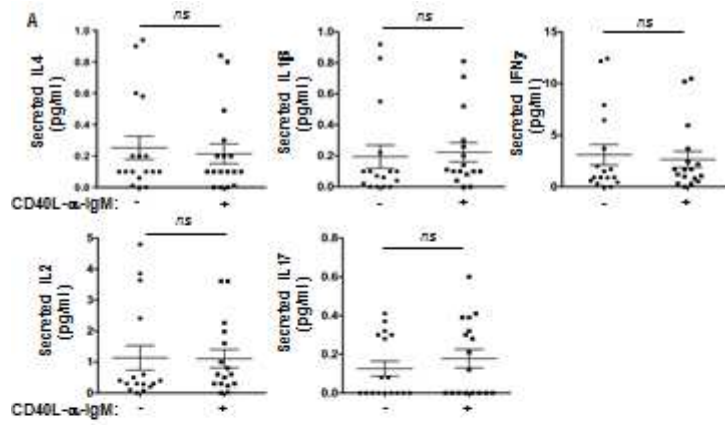 A
ns
ns
ns
Secreted IL4
(pg/ml)
1.0
0.8
0.6
0.4
0.2
0.0
Secreted IL1β
(pg/ml)
1.0
0.8
0.6
0.4
0.2
0.0
Secreted IFNγ
(pg/ml)
15
10
5
0
CD40L-α-IgM:
-
+
-
+
-
+
ns
ns
Secreted IL2
(pg/ml)
5
4
3
2
1
0
Secreted IL17
(pg/ml)
0.8
0.6
0.4
0.2
0.0
CD40L-α-IgM:
-
+
-
+